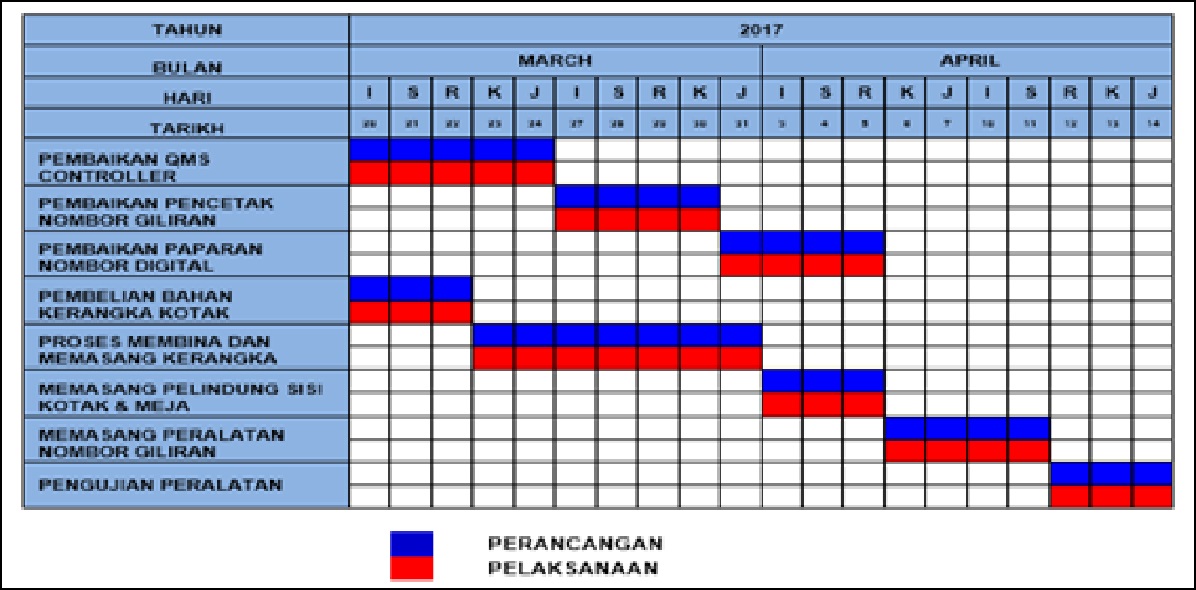 TAHUN 2017
BULAN MARCH APRIL
HARI I S R K J I S R K J I S R K J I S R K J
TARIKH 20 21 22 23 24 27 28 29 30 31 3 4 5 6 7 10 11 12 13 14
PEMBAIKAN QMS
CONTROLLER
PEMBAIKAN PENCETAK
NOMBOR GILIRAN
PEMBAIKAN PAPARAN
NOMBOR DIGITAL
PEMBELIAN BAHAN
KERANGKA KOTAK
PROSES MEMBINA DAN
MEMASANG KERANGKA
MEMASANG PELINDUNG SISI
KOTAK & MEJA
MEMASANG PERALATAN
NOMBOR GILIRAN
PENGUJIAN PERALATAN
PERANCANGAN
PELAKSANAAN